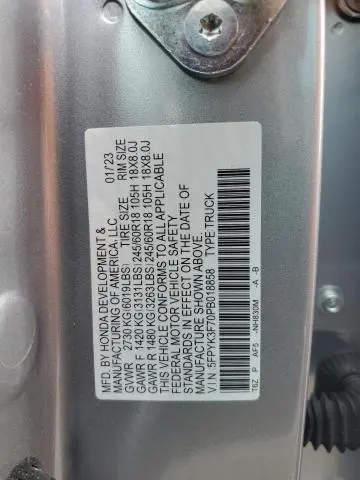 MFD. BY HONDA DEVELOPMENT & 01/23
MANUFACTURING OF AMERICA, LLC.
GVWR 2730 KG(6019LBS) TIRE SIZE RIM SIZE
GAWR F 1420 KG(3131LBS) 245/60R18 105H 18X8.0J
GAWR R 1480 KG(3263LBS) 245/60R18 105H 18X8.0J
THIS VEHICLE CONFORMS TO ALL APPLICABLE
FEDERAL MOTOR VEHICLE SAFETY
STANDARDS IN EFFECT ON THE DATE OF
MANUFACTURE SHOWN ABOVE.
V I N: 5FPYK3F70PB018858 TYPE:TRUCK
T6Z P AF5 -NH830M -A -B